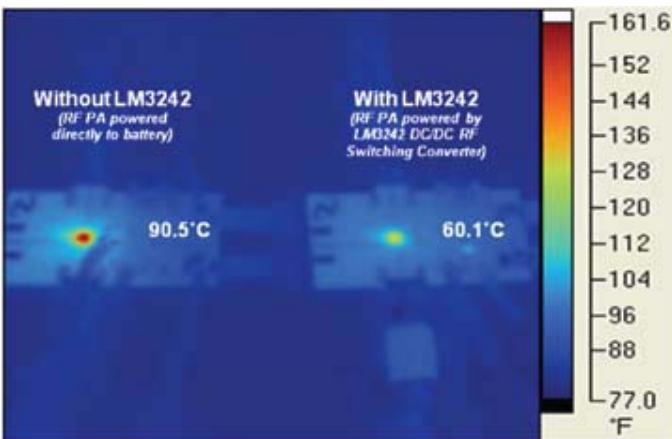 Without LM3242
(RF PA powered
directly to battery)
90.5°C
With LM3242
(RF PA powered by
LM3242 DC/DC RF
Switching Converter)
60.1°C
161.6
152
144
136
128
120
112
104
96
88
77.0
°F